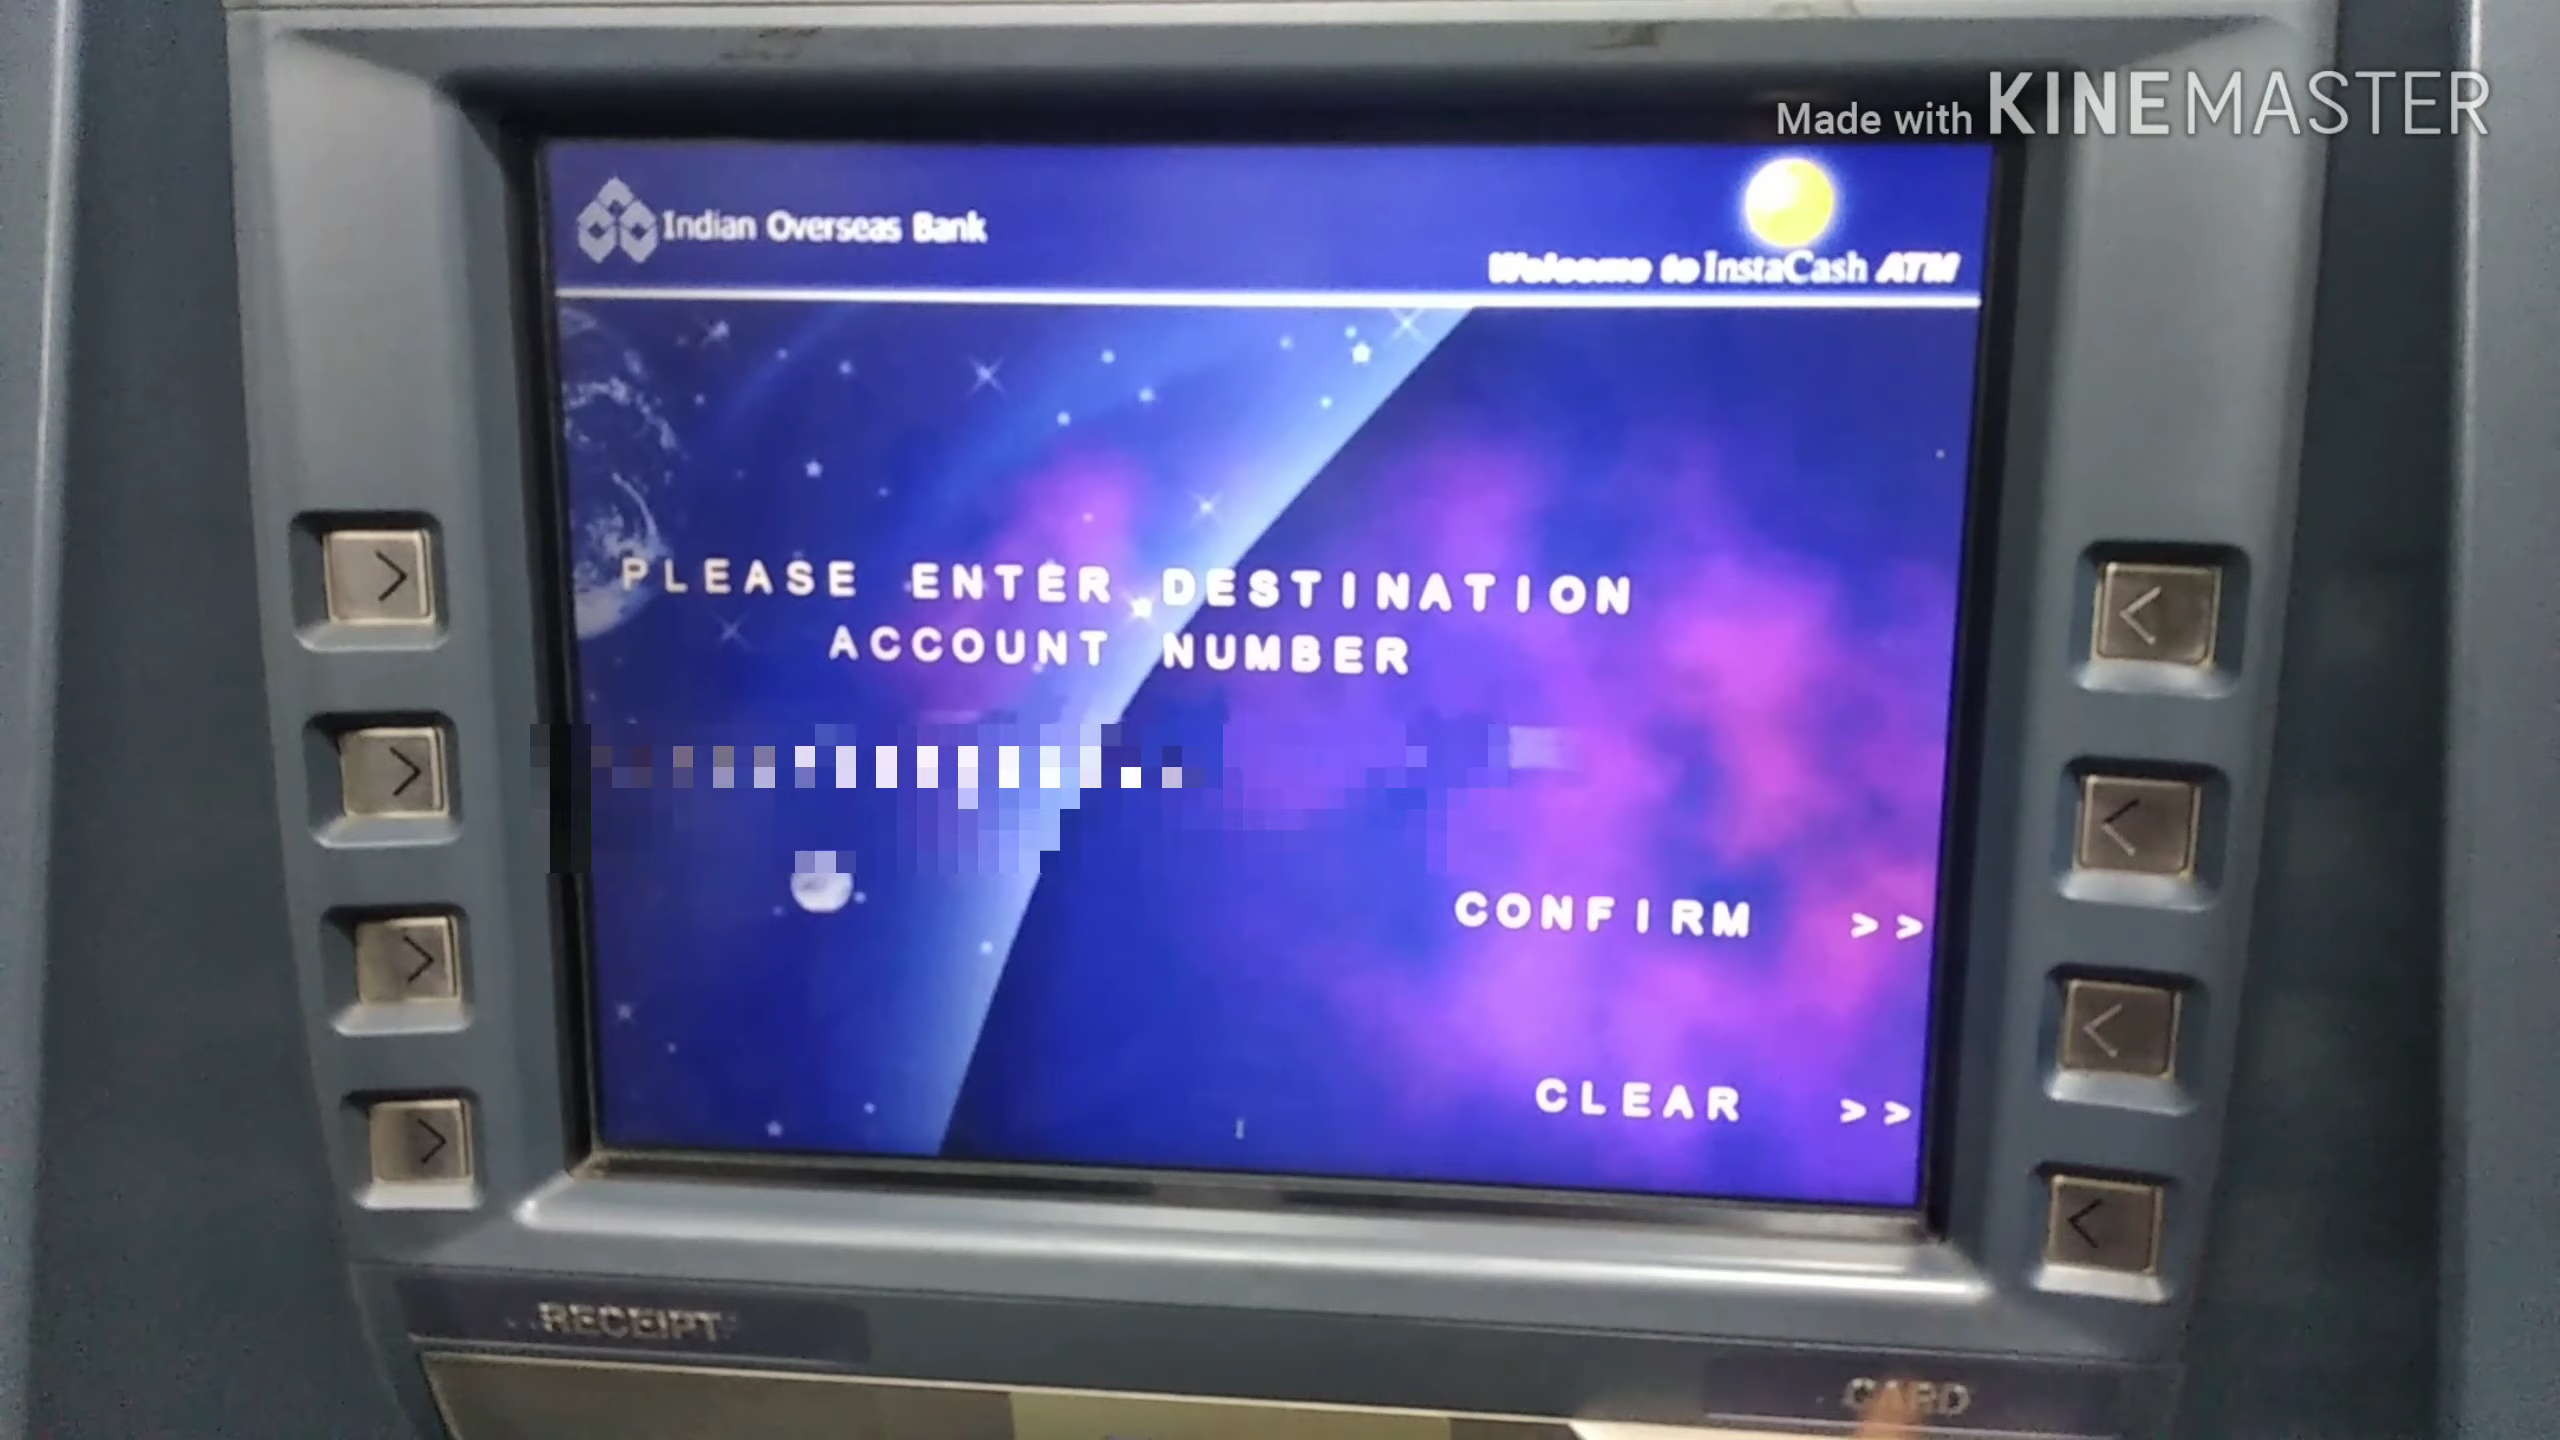 Made with KINEMASTER
Indian Overseas Bank
Welcome to InstaCash ATM
PLEASE ENTER DESTINATION
ACCOUNT NUMBER
CONFIRM >>
CLEAR >>
RECEIPT
CARD